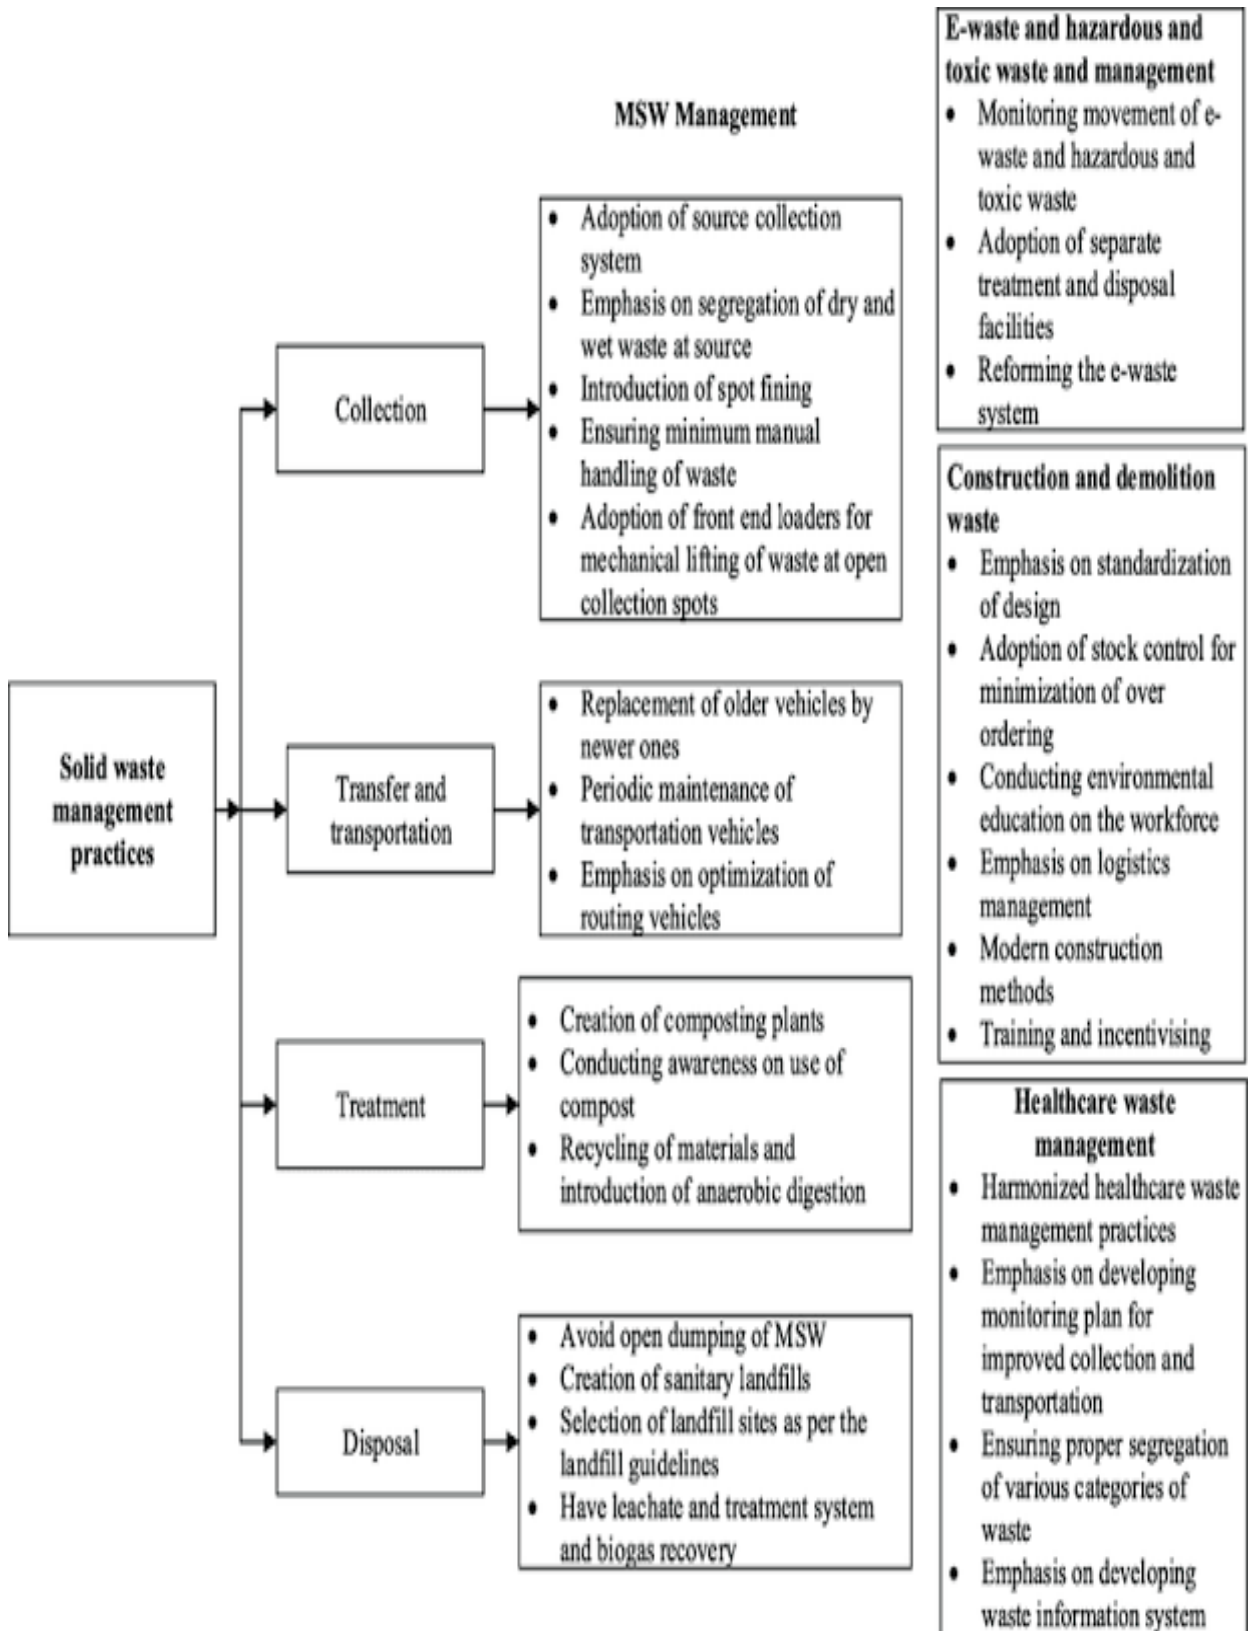 MSW Management
Solid waste
management
practices
Collection
• Adoption of source collection
system
• Emphasis on segregation of dry and
wet waste at source
• Introduction of spot fining
• Ensuring minimum manual
handling of waste
• Adoption of front end loaders for
mechanical lifting of waste at open
collection spots
Transfer and
transportation
• Replacement of older vehicles by
newer ones
• Periodic maintenance of
transportation vehicles
• Emphasis on optimization of
routing vehicles
Treatment
• Creation of composting plants
• Conducting awareness on use of
compost
• Recycling of materials and
introduction of anaerobic digestion
Disposal
• Avoid open dumping of MSW
• Creation of sanitary landfills
• Selection of landfill sites as per the
landfill guidelines
• Have leachate and treatment system
and biogas recovery
E-waste and hazardous and
toxic waste and management
• Monitoring movement of e-
waste and hazardous and
toxic waste
• Adoption of separate
treatment and disposal
facilities
• Reforming the e-waste
system
Construction and demolition
waste
• Emphasis on standardization
of design
• Adoption of stock control for
minimization of over
ordering
• Conducting environmental
education on the workforce
• Emphasis on logistics
management
• Modern construction
methods
• Training and incentivising
Healthcare waste
management
• Harmonized healthcare waste
management practices
• Emphasis on developing
monitoring plan for
improved collection and
transportation
• Ensuring proper segregation
of various categories of
waste
• Emphasis on developing
waste information system